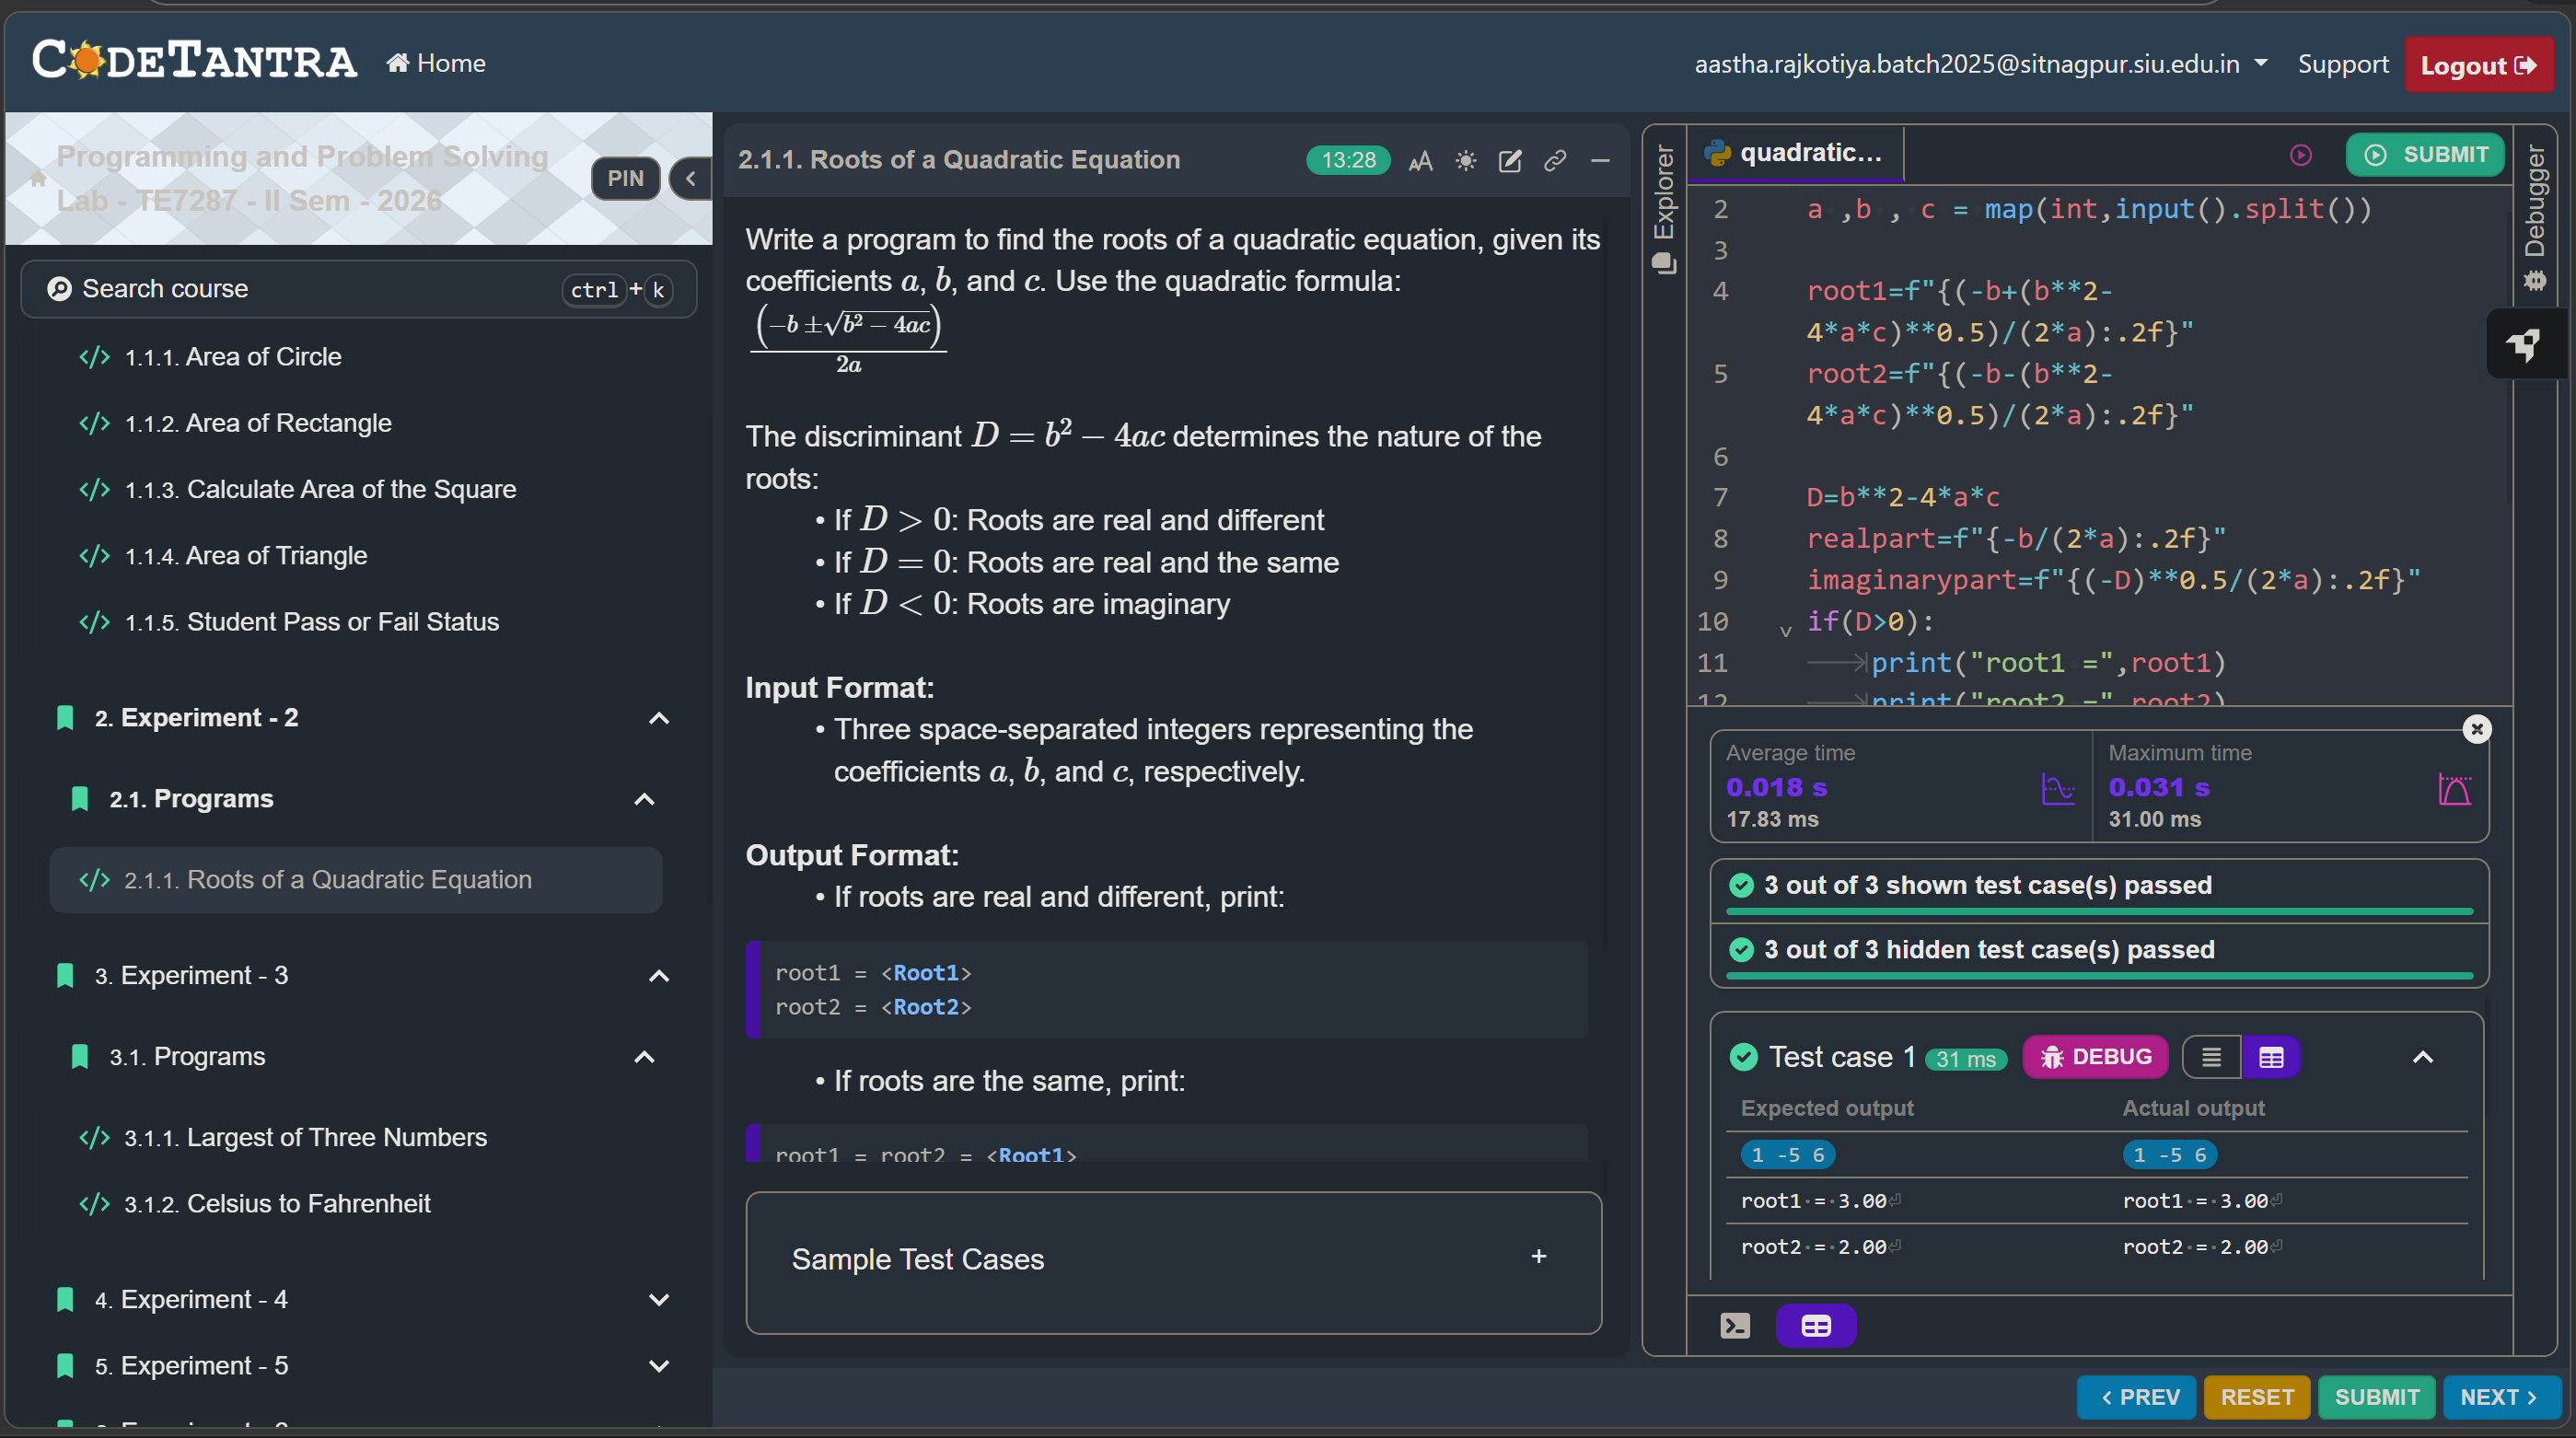 CODETANTRA
Home
aastha.rajkotiya.batch2025@sitnagpur.siu.edu.in
Support
Logout
Programming and Problem Solving
Lab - TE7287 - II Sem - 2026
PIN
Search course
ctrl + k
1.1.1. Area of Circle
1.1.2. Area of Rectangle
1.1.3. Calculate Area of the Square
1.1.4. Area of Triangle
1.1.5. Student Pass or Fail Status
2. Experiment - 2
2.1. Programs
2.1.1. Roots of a Quadratic Equation
3. Experiment - 3
3.1. Programs
3.1.1. Largest of Three Numbers
3.1.2. Celsius to Fahrenheit
4. Experiment - 4
5. Experiment - 5
2.1.1. Roots of a Quadratic Equation
13:28
AA
Write a program to find the roots of a quadratic equation, given its
coefficients a, b, and c. Use the quadratic formula:
(−b ±√b² − 4ac)
2a
The discriminant D = b² − 4ac determines the nature of the
roots:
• If D > 0: Roots are real and different
• If D = 0: Roots are real and the same
• If D < 0: Roots are imaginary
Input Format:
• Three space-separated integers representing the
coefficients a, b, and c, respectively.
Output Format:
• If roots are real and different, print:
root1 = <Root1>
root2 = <Root2>
• If roots are the same, print:
root1 = root2 = <Root1>
Sample Test Cases
+
Explorer
quadratic...
SUBMIT
Debugger
2 a ,b , c = map(int,input().split())
3
4 root1=f"{(-b+(b**2-
4*a*c)**0.5)/(2*a):.2f}"
5 root2=f"{(-b-(b**2-
4*a*c)**0.5)/(2*a):.2f}"
6
7 D=b**2-4*a*c
8 realpart=f"{-b/(2*a):.2f}"
9 imaginarypart=f"{(-D)**0.5/(2*a):.2f}"
10 if(D>0):
11 print("root1 =",root1)
12 print("root2 =",root2)
Average time
0.018 s
17.83 ms
Maximum time
0.031 s
31.00 ms
3 out of 3 shown test case(s) passed
3 out of 3 hidden test case(s) passed
Test case 1
31 ms
DEBUG
Expected output Actual output
1 -5 6 1 -5 6
root1·=·3.00⏎ root1·=·3.00⏎
root2·=·2.00⏎ root2·=·2.00⏎
PREV
RESET
SUBMIT
NEXT